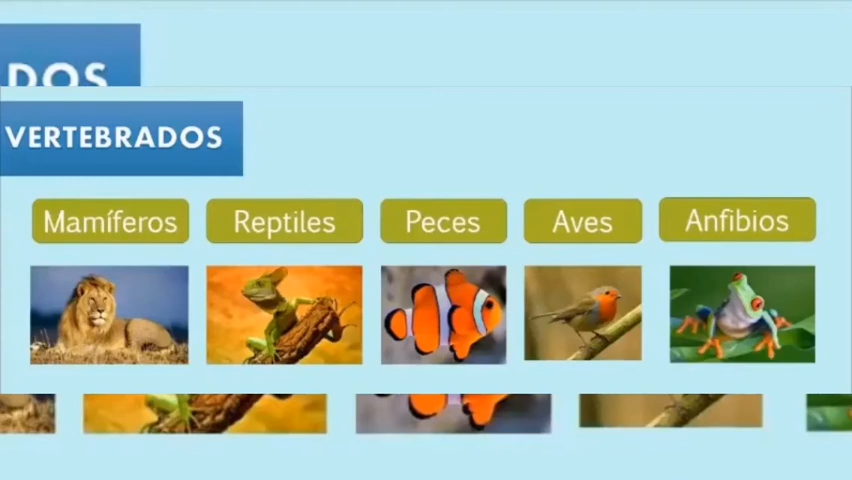 DOS
VERTEBRADOS
Mamíferos
Reptiles
Peces
Aves
Anfibios